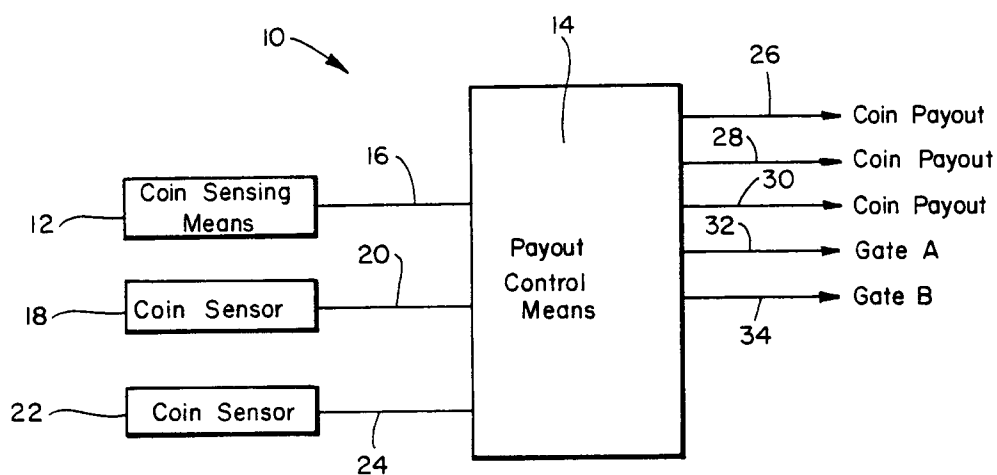 10
14
26
Coin Payout
28
Coin Payout
16
30
Coin Payout
12
Coin Sensing
Means
32
Gate A
20
Payout
Control
Means
18
Coin Sensor
34
Gate B
22
Coin Sensor
24